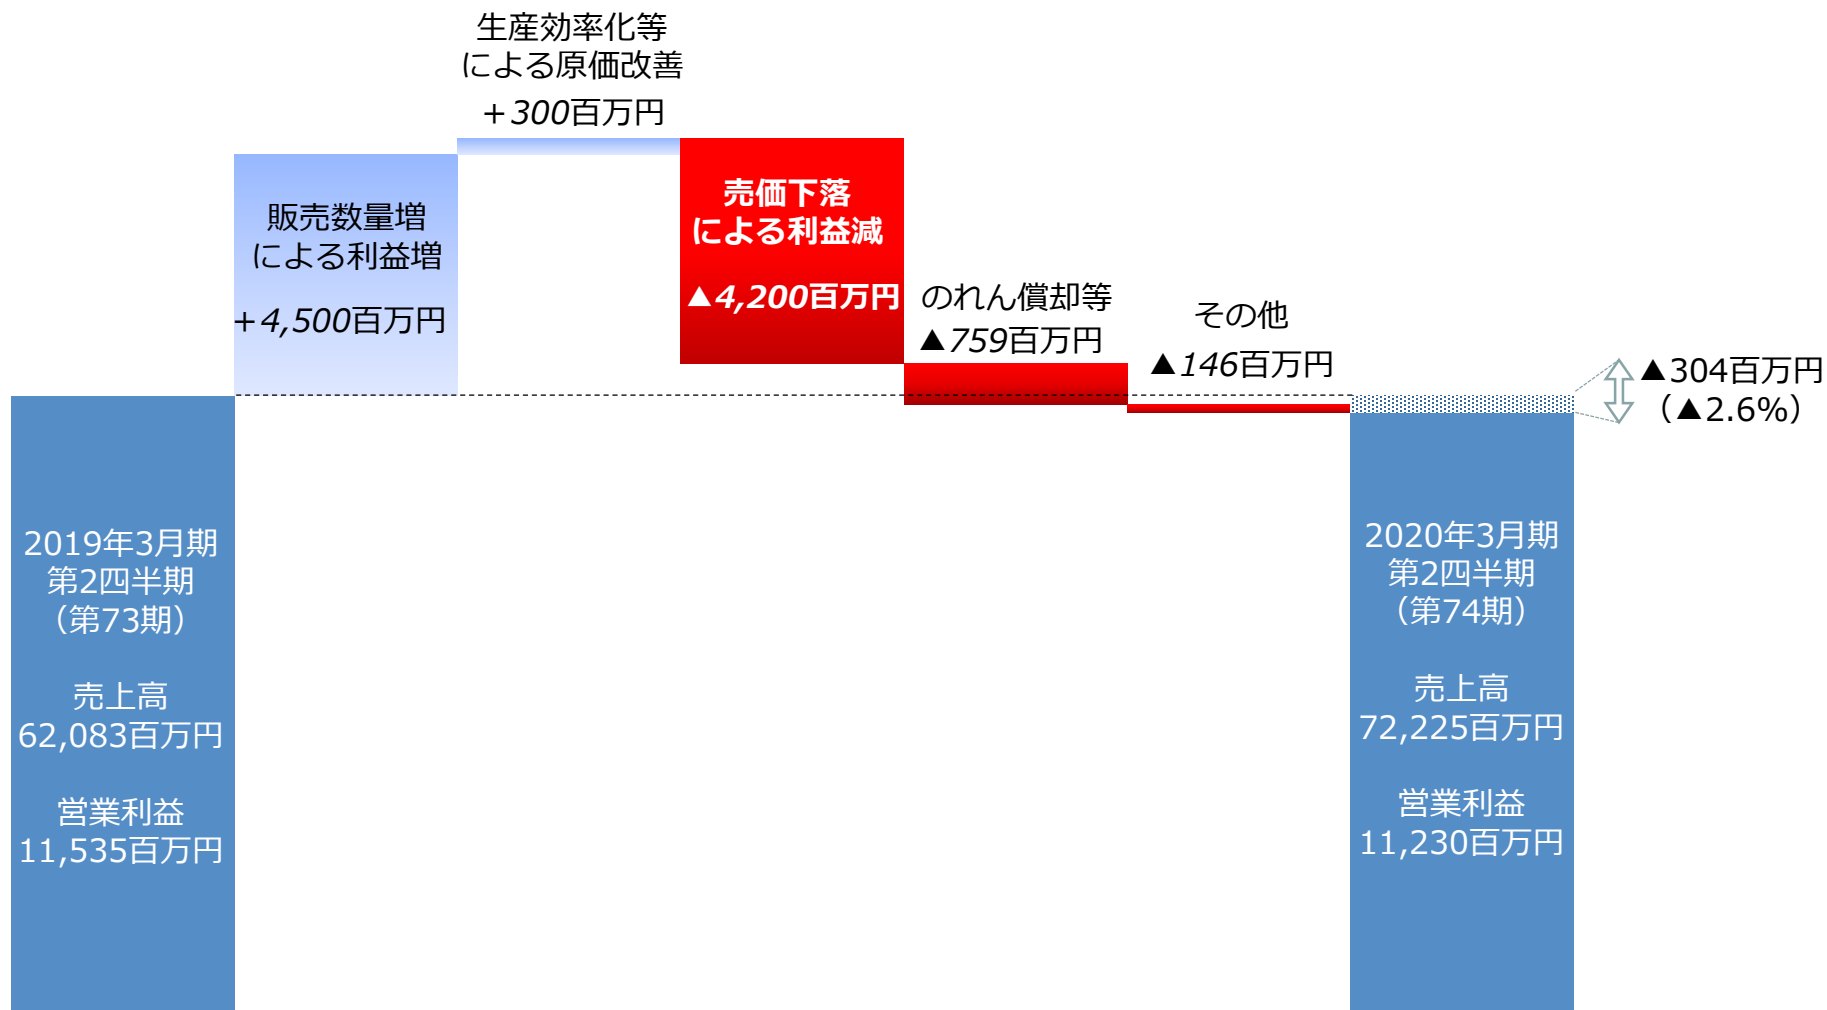 生産効率化等
による原価改善
+300百万円
販売数量増
による利益増
+4,500百万円
売価下落
による利益減
▲4,200百万円
のれん償却等
▲759百万円
その他
▲146百万円
▲304百万円
（▲2.6%）
2019年3月期
第2四半期
（第73期）
売上高
62,083百万円
営業利益
11,535百万円
2020年3月期
第2四半期
（第74期）
売上高
72,225百万円
営業利益
11,230百万円